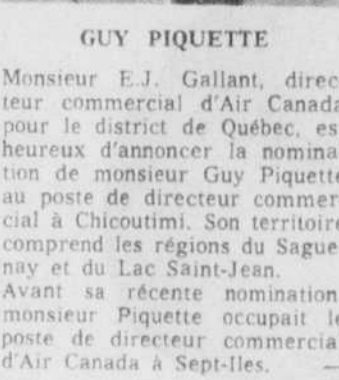 GUY PIQUETTE
Monsieur E.J. Gallant, direc-
teur commercial d'Air Canada
pour le district de Québec, es
heureux d'annoncer la nomina-
tion de monsieur Guy Piquette
au poste de directeur commer-
cial à Chicoutimi. Son territoire
comprend les régions du Sague-
nay et du Lac Saint-Jean.
Avant sa récente nomination
monsieur Piquette occupait le
poste de directeur commercia
d'Air Canada à Sept-Iles. —